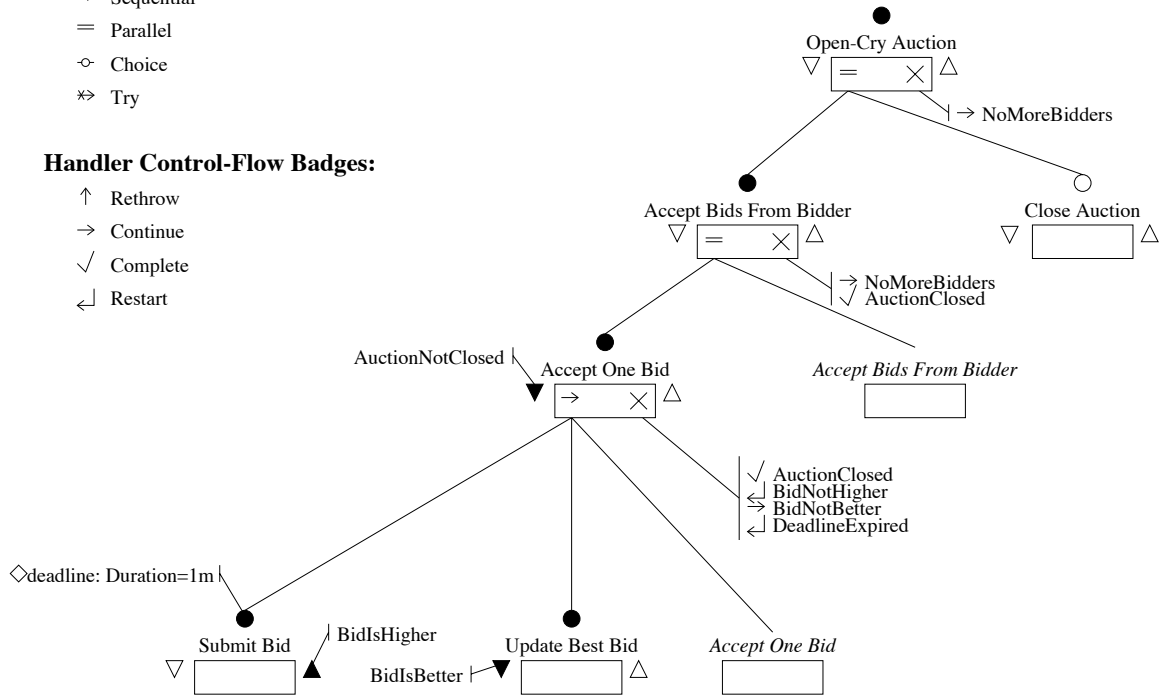 Sequential
Parallel
Choice
Try
Handler Control-Flow Badges:
Rethrow
Continue
Complete
Restart
Open-Cry Auction
NoMoreBidders
Accept Bids From Bidder
Close Auction
NoMoreBidders
AuctionClosed
AuctionNotClosed
Accept One Bid
Accept Bids From Bidder
AuctionClosed
BidNotHigher
BidNotBetter
DeadlineExpired
deadline: Duration=1m
Submit Bid
BidIsHigher
Update Best Bid
BidIsBetter
Accept One Bid